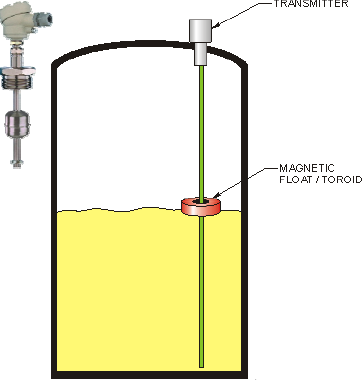 TRANSMITTER
MAGNETIC
FLOAT / TOROID